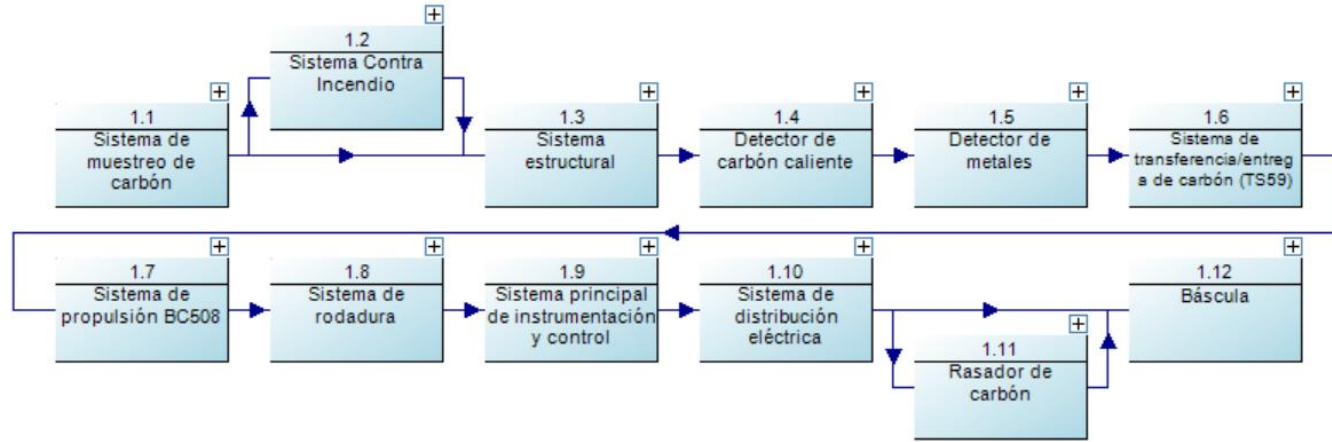 1.1
Sistema de
muestreo de
carbón
1.2
Sistema Contra
Incendio
1.3
Sistema
estructural
1.4
Detector de
carbón caliente
1.5
Detector de
metales
1.6
Sistema de
transferencia/entreg
a de carbón (TS59)
1.7
Sistema de
propulsión BC508
1.8
Sistema de
rodadura
1.9
Sistema principal
de instrumentación
y control
1.10
Sistema de
distribución
eléctrica
1.11
Rasador de
carbón
1.12
Báscula